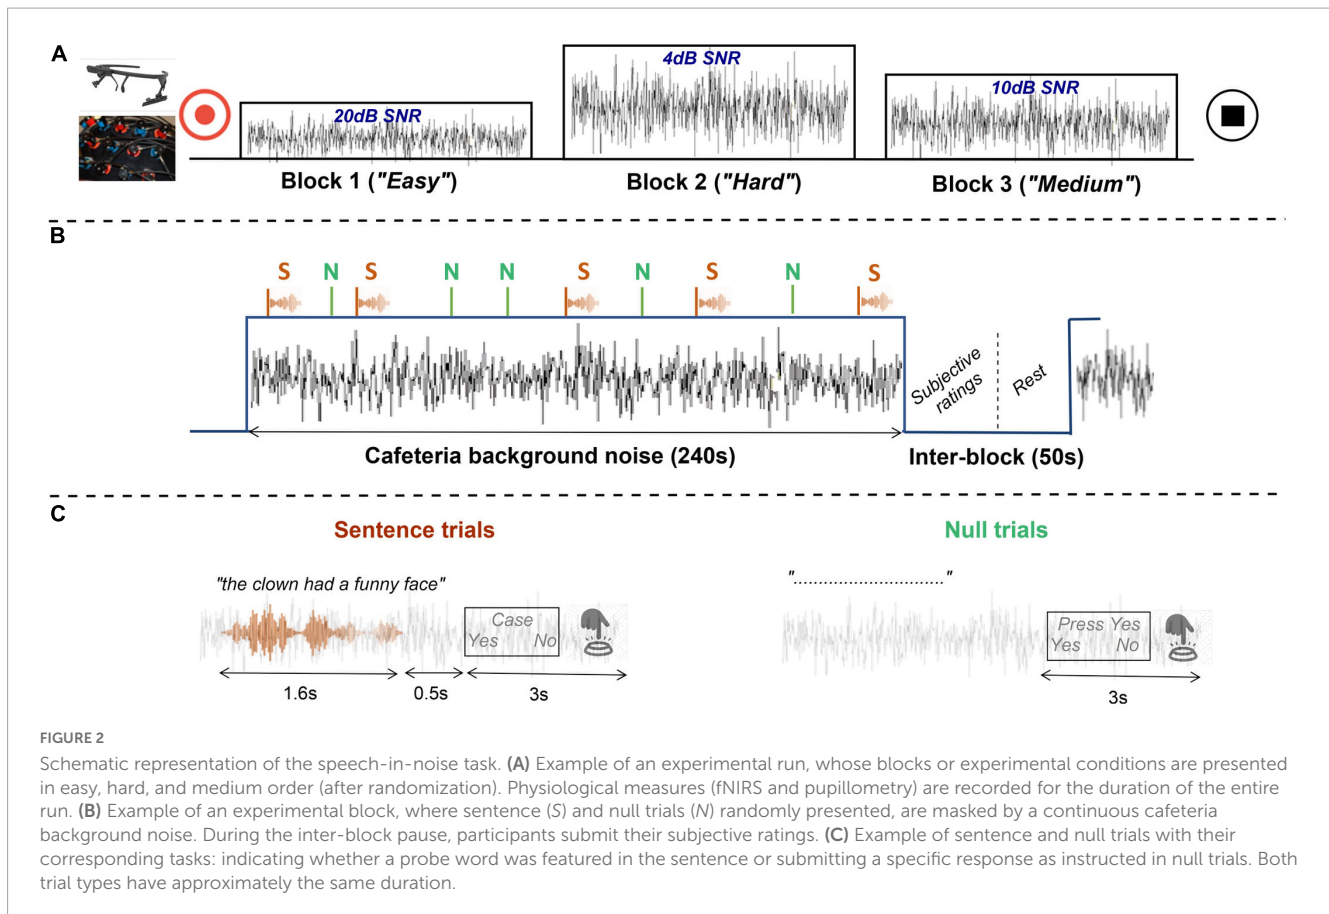 A
20dB SNR
4dB SNR
10dB SNR
Block 1 ("Easy")
Block 2 ("Hard")
Block 3 ("Medium")
B
S N S N N S N S N S
Subjective
ratings
Rest
Cafeteria background noise (240s)
Inter-block (50s)
C
Sentence trials
Null trials
"the clown had a funny face"
"..............................."
Case
Yes No
Press Yes
Yes No
1.6s
0.5s
3s
3s
FIGURE 2
Schematic representation of the speech-in-noise task. (A) Example of an experimental run, whose blocks or experimental conditions are presented
in easy, hard, and medium order (after randomization). Physiological measures (fNIRS and pupillometry) are recorded for the duration of the entire
run. (B) Example of an experimental block, where sentence (S) and null trials (N) randomly presented, are masked by a continuous cafeteria
background noise. During the inter-block pause, participants submit their subjective ratings. (C) Example of sentence and null trials with their
corresponding tasks: indicating whether a probe word was featured in the sentence or submitting a specific response as instructed in null trials. Both
trial types have approximately the same duration.